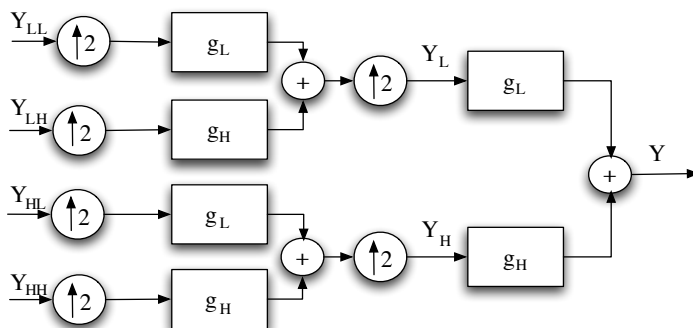 Y_LL ↑2 g_L
+ ↑2 Y_L g_L
Y_LH ↑2 g_H
+ Y
Y_HL ↑2 g_L
+ ↑2 Y_H g_H
Y_HH ↑2 g_H